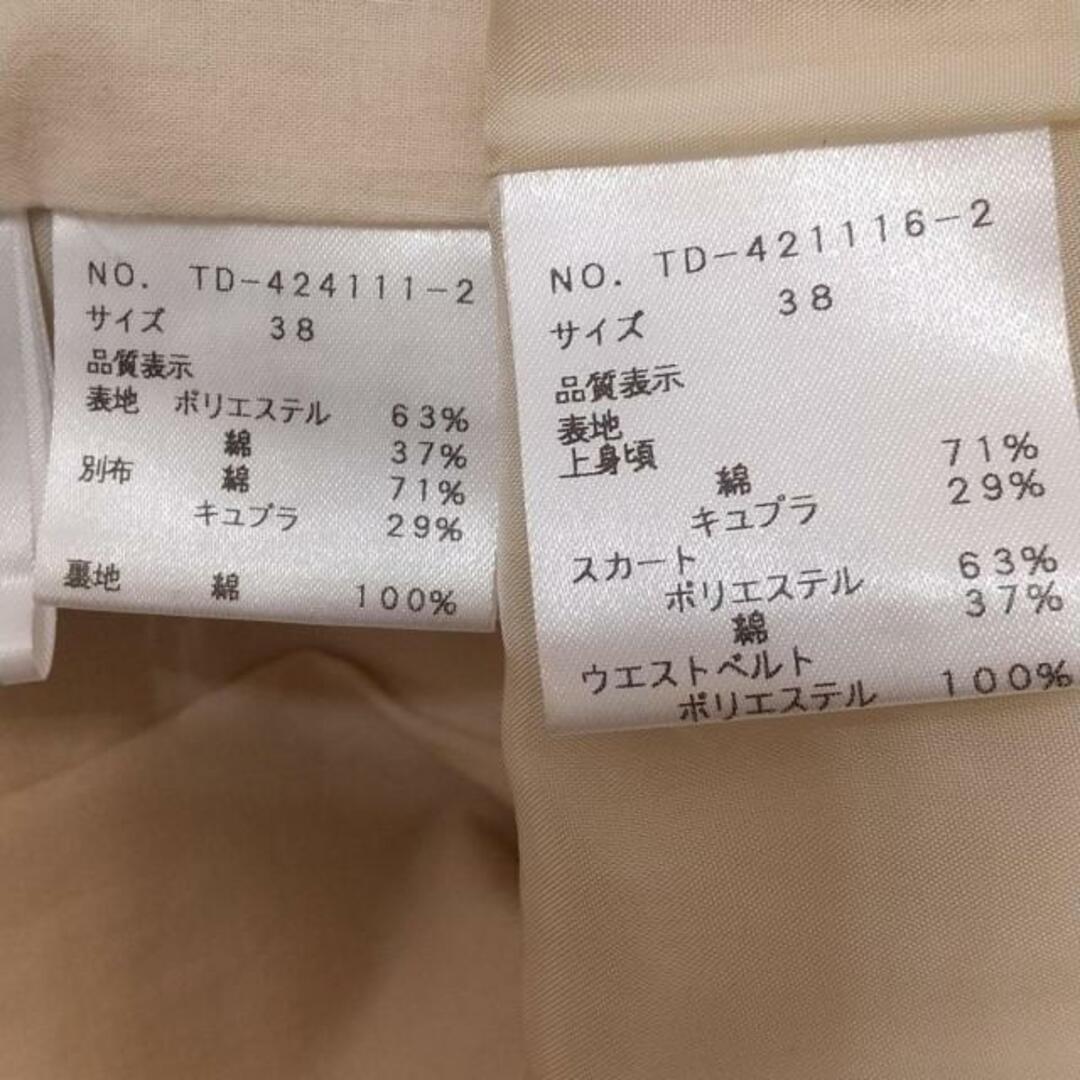 NO. TD-424111-2
サイズ 38
品質表示
表地 ポリエステル 63%
綿 37%
別布 綿 71%
キュプラ 29%
裏地 綿 100%
NO. TD-421116-2
サイズ 38
品質表示
表地
上身頃
綿 71%
キュプラ 29%
スカート
ポリエステル 63%
綿 37%
ウエストベルト
ポリエステル 100%